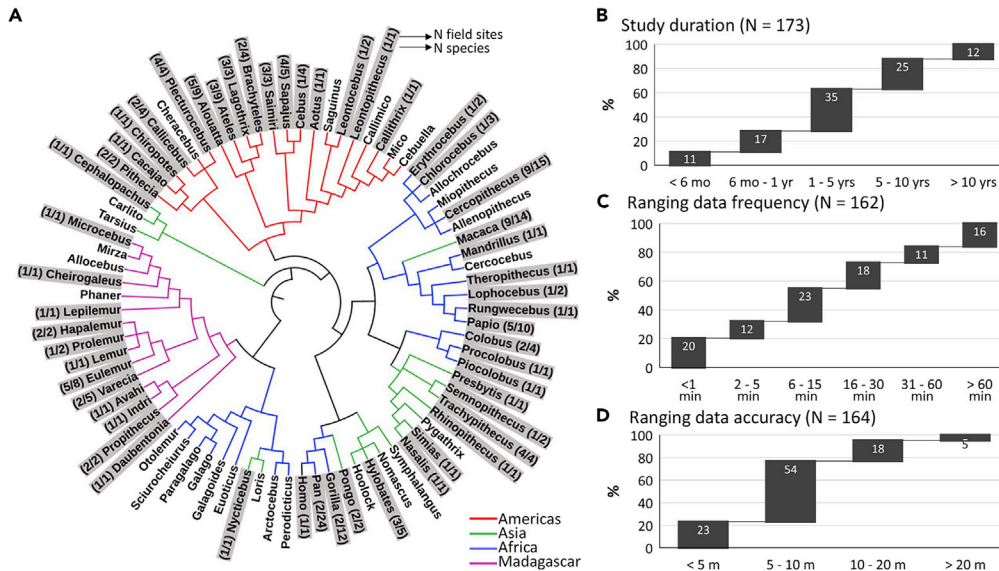 A
N field sites
N species
(1/1) Cephalopachus
(2/2) Pithecia
(1/1) Cacajao
(1/1) Chiropotes
(2/4) Callicebus
Cheracebus
(4/4) Plecturocebus
(5/9) Alouatta
(3/9) Ateles
(3/3) Lagothrix
(2/4) Brachyteles
(3/3) Saimiri
(4/5) Sapajus
Cebus (1/4)
Aotus (1/1)
Saguinus
Leontocebus (1/2)
Leontopithecus (1/1)
Callimico
Callithrix (1/1)
Mico
Cebuella
Erythrocebus (1/2)
Chlorocebus (1/3)
Allochrocebus
Miopithecus
Cercopithecus (9/15)
Allenopithecus
Macaca (9/14)
Mandrillus (1/1)
Cercocebus
Theropithecus (1/1)
Lophocebus (1/2)
Rungwecebus (1/1)
Papio (5/10)
Colobus (2/4)
Procolobus (1/1)
Piocolobus (1/1)
Presbytis (1/1)
Semnopithecus (1/2)
Trachypithecus (4/4)
Rhinopithecus (1/1)
Pygathrix
Simias (1/1)
Nasalis (1/1)
Symphalangus
Nomascus
Hylobates (3/5)
Hoolock
Pongo (2/2)
Gorilla (2/12)
Pan (2/24)
Homo (1/1)
Perodicticus
Arctocebus
Loris
(1/1) Nycticebus
Euoticus
Galagoides
Galago
Paragalago
Sciurocheirus
Otolemur
(1/1) Daubentonia
(2/2) Propithecus
(1/1) Indri
(1/1) Avahi
(2/5) Varecia
(5/8) Eulemur
(1/1) Lemur
(1/2) Prolemur
(2/2) Hapalemur
(1/1) Lepilemur
Phaner
(1/1) Cheirogaleus
Allocebus
Mirza
(1/1) Microcebus
Tarsius
Carlito
Americas
Asia
Africa
Madagascar
B Study duration (N = 173)
%
100
80
60
40
20
0
11
17
35
25
12
< 6 mo 6 mo - 1 yr 1 - 5 yrs 5 - 10 yrs > 10 yrs
C Ranging data frequency (N = 162)
%
100
80
60
40
20
0
20
12
23
18
11
16
<1 2 - 5 6 - 15 16 - 30 31 - 60 > 60
min min min min min min
D Ranging data accuracy (N = 164)
%
100
80
60
40
20
0
23
54
18
5
< 5 m 5 - 10 m 10 - 20 m > 20 m